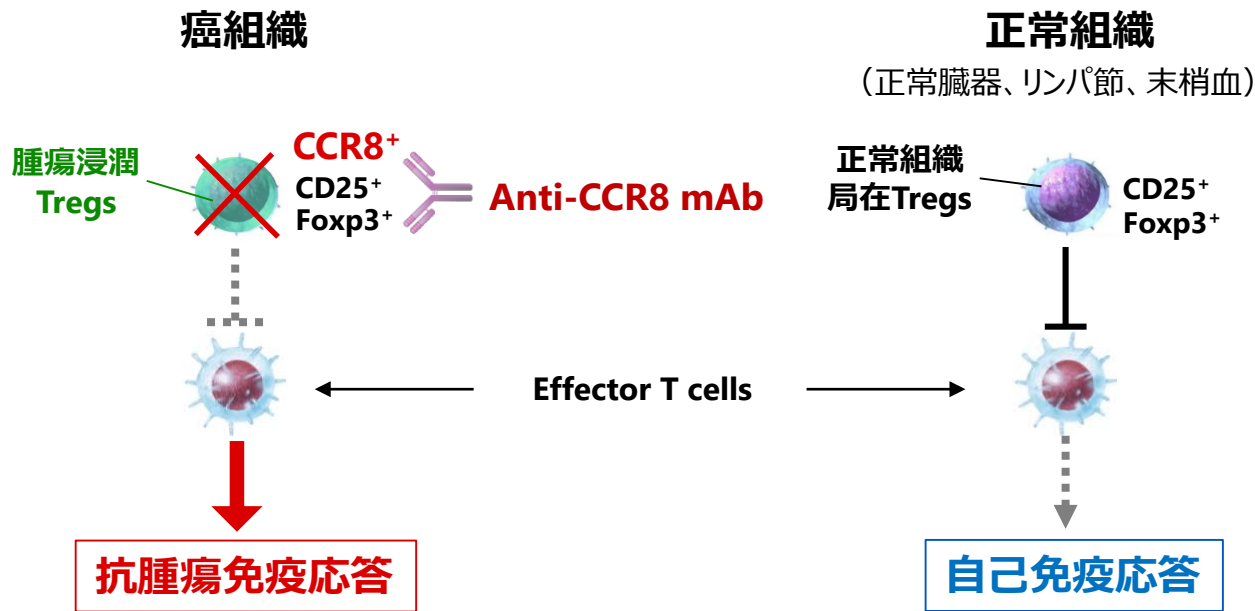 癌組織
正常組織
（正常臓器、リンパ節、末梢血）
腫瘍浸潤
Tregs
CCR8⁺
CD25⁺
Foxp3⁺
Anti-CCR8 mAb
正常組織
局在Tregs
CD25⁺
Foxp3⁺
Effector T cells
抗腫瘍免疫応答
自己免疫応答